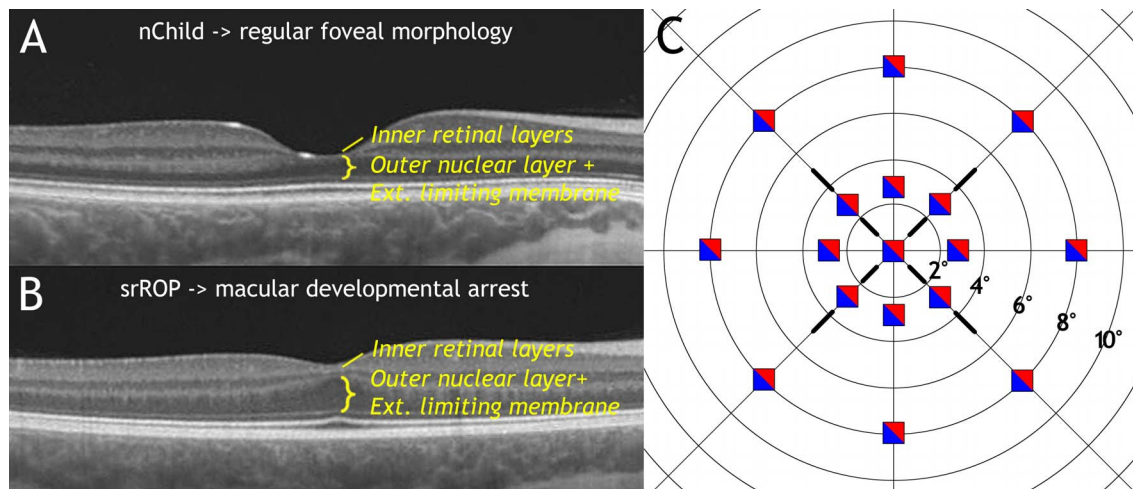 A
nChild -> regular foveal morphology
Inner retinal layers
Outer nuclear layer +
Ext. limiting membrane
B
srROP -> macular developmental arrest
Inner retinal layers
Outer nuclear layer+
Ext. limiting membrane
C
2°
4°
6°
8°
10°